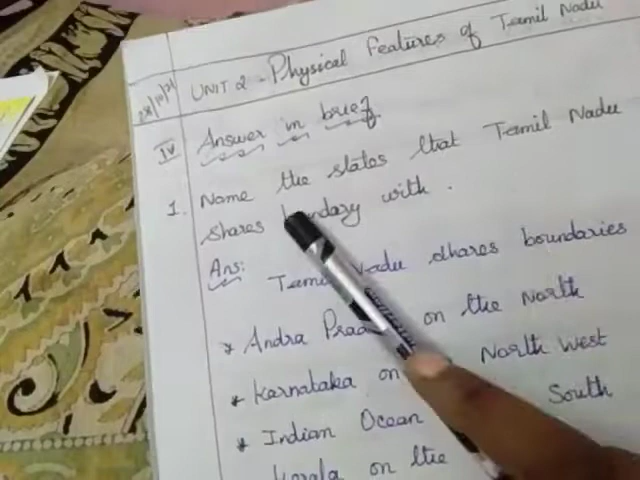 UNIT 2 - Physical features of Tamil Nadu
IV Answer in brief
1. Name the states that Tamil Nadu
shares boundary with.
Ans: Tamil Nadu shares boundaries
* Andra on the North
* Karnataka on North West
* Indian Ocean South
Kerala on the